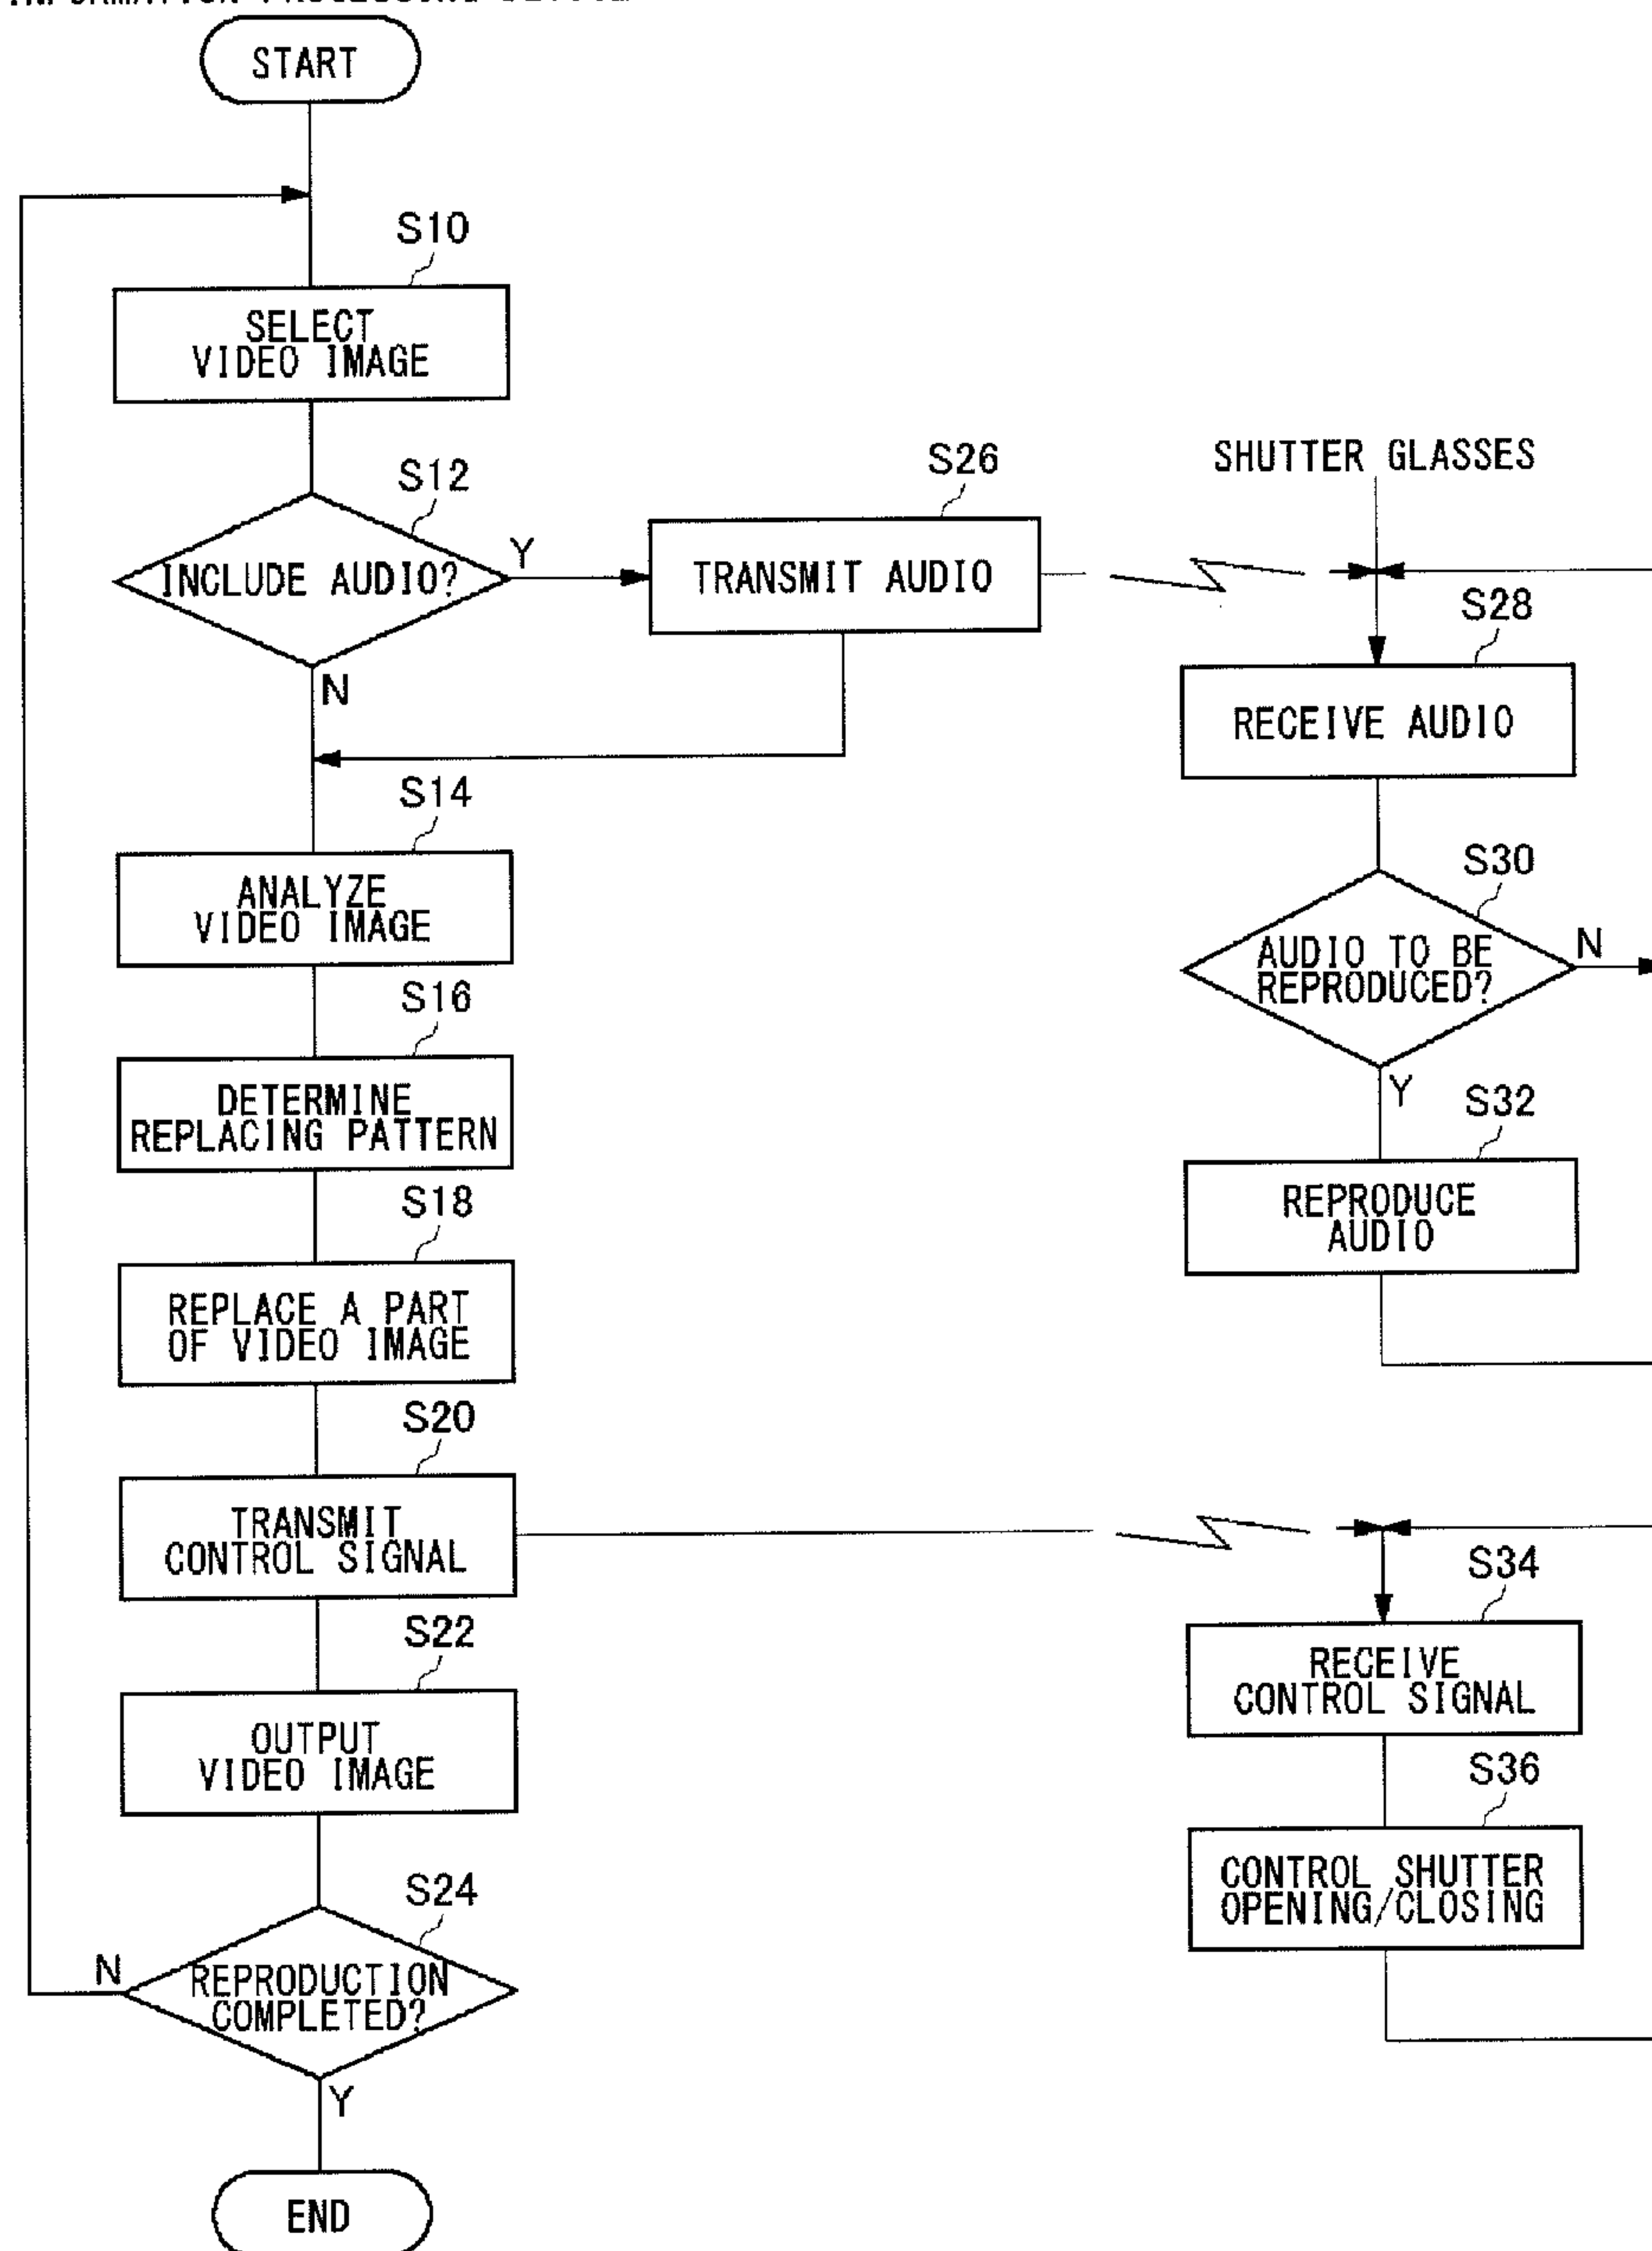 START
S10
SELECT
VIDEO IMAGE
S12
INCLUDE AUDIO?
Y
N
S26
TRANSMIT AUDIO
SHUTTER GLASSES
S28
RECEIVE AUDIO
S14
ANALYZE
VIDEO IMAGE
S30
AUDIO TO BE
REPRODUCED?
N
Y
S16
DETERMINE
REPLACING PATTERN
S32
REPRODUCE
AUDIO
S18
REPLACE A PART
OF VIDEO IMAGE
S20
TRANSMIT
CONTROL SIGNAL
S34
RECEIVE
CONTROL SIGNAL
S22
OUTPUT
VIDEO IMAGE
S36
CONTROL SHUTTER
OPENING/CLOSING
S24
REPRODUCTION
COMPLETED?
N
Y
END